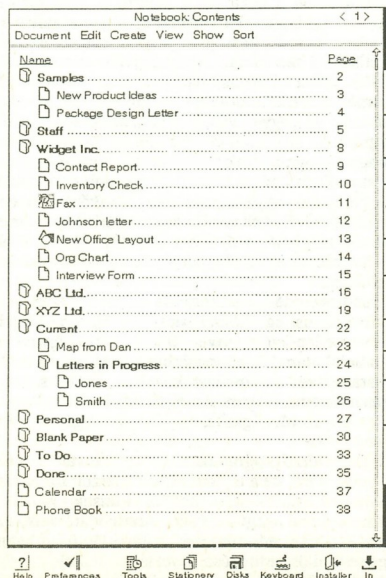 Notebook: Contents < 1 >
Document Edit Create View Show Sort
Name Page
Samples 2
New Product Ideas 3
Package Design Letter 4
Staff 5
Widget Inc. 8
Contact Report 9
Inventory Check 10
Fax 11
Johnson letter 12
New Office Layout 13
Org Chart 14
Interview Form 15
ABC Ltd. 16
XYZ Ltd. 19
Current 22
Map from Dan 23
Letters in Progress 24
Jones 25
Smith 26
Personal 27
Blank Paper 30
To Do 33
Done 35
Calendar 37
Phone Book 38
Help Preferences Tools Stationery Disks Keyboard Installer In